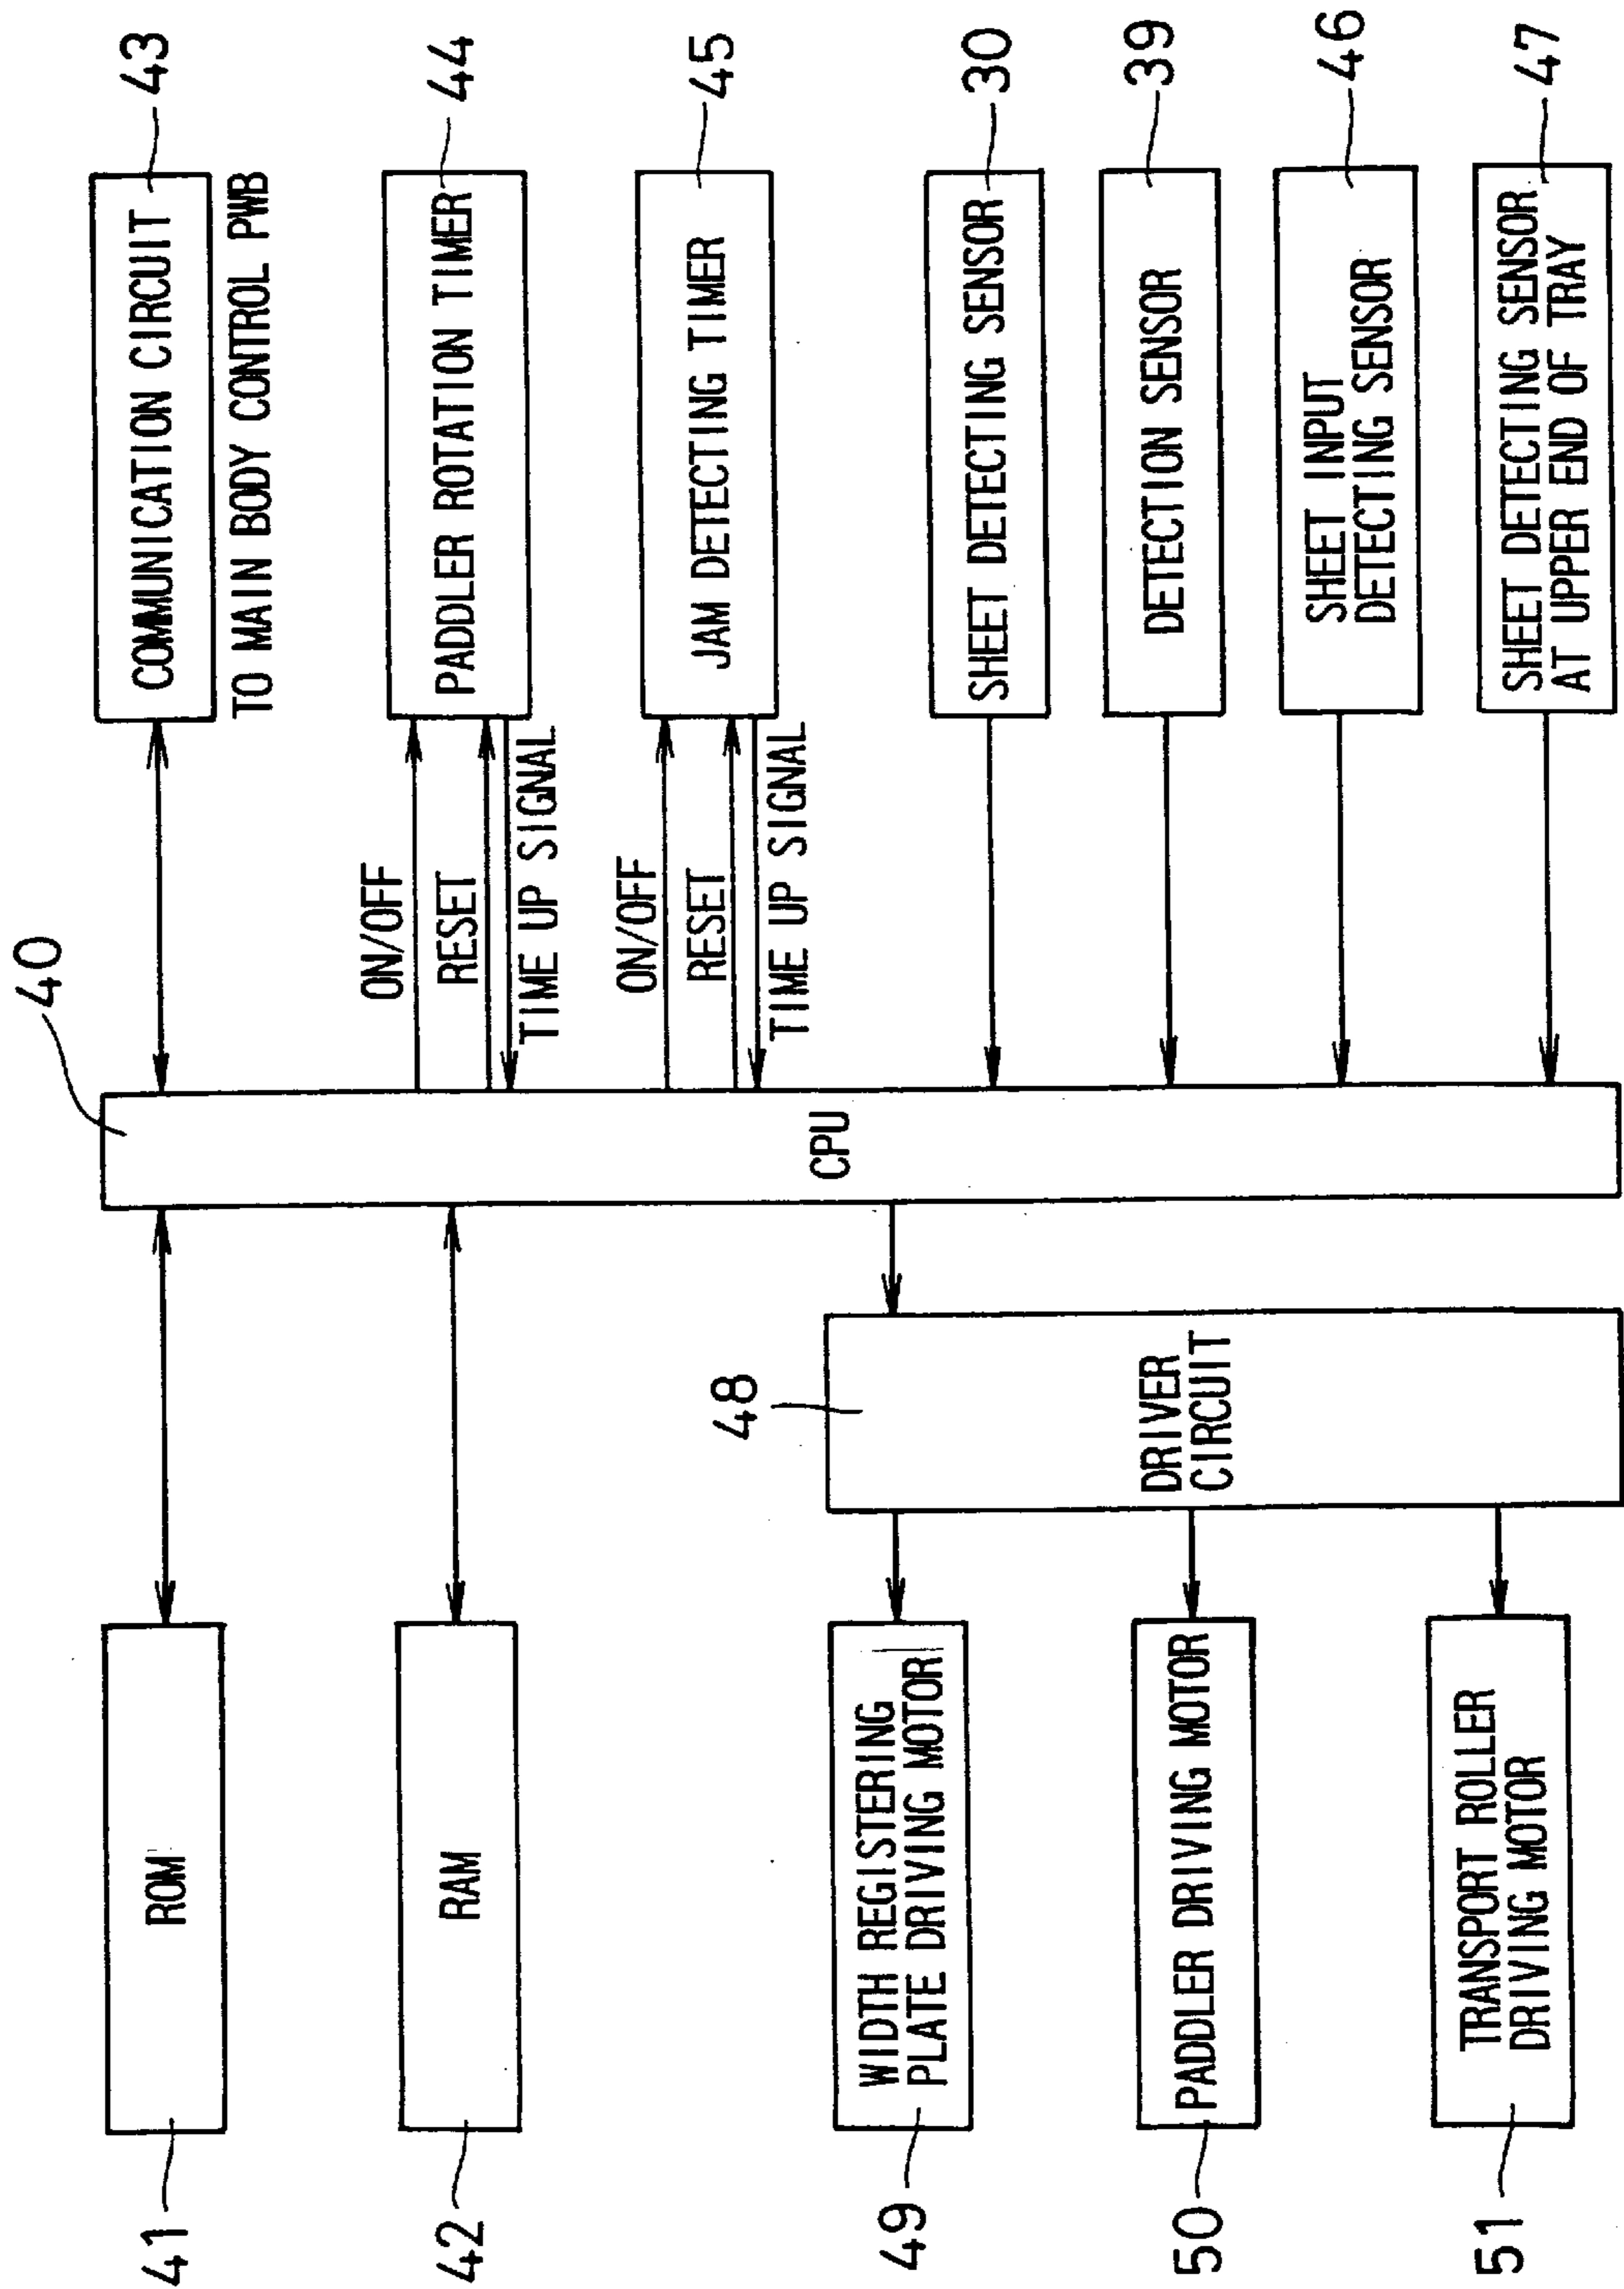 40
41
ROM
CPU
COMMUNICATION CIRCUIT
43
TO MAIN BODY CONTROL PWB
42
RAM
ON/OFF
RESET
TIME UP SIGNAL
PADDLER ROTATION TIMER
44
ON/OFF
RESET
TIME UP SIGNAL
JAM DETECTING TIMER
45
48
DRIVER
CIRCUIT
49
WIDTH REGISTERING
PLATE DRIVING MOTOR
50
PADDLER DRIVING MOTOR
51
TRANSPORT ROLLER
DRIVING MOTOR
SHEET DETECTING SENSOR
30
DETECTION SENSOR
39
SHEET INPUT
DETECTING SENSOR
46
SHEET DETECTING SENSOR
AT UPPER END OF TRAY
47